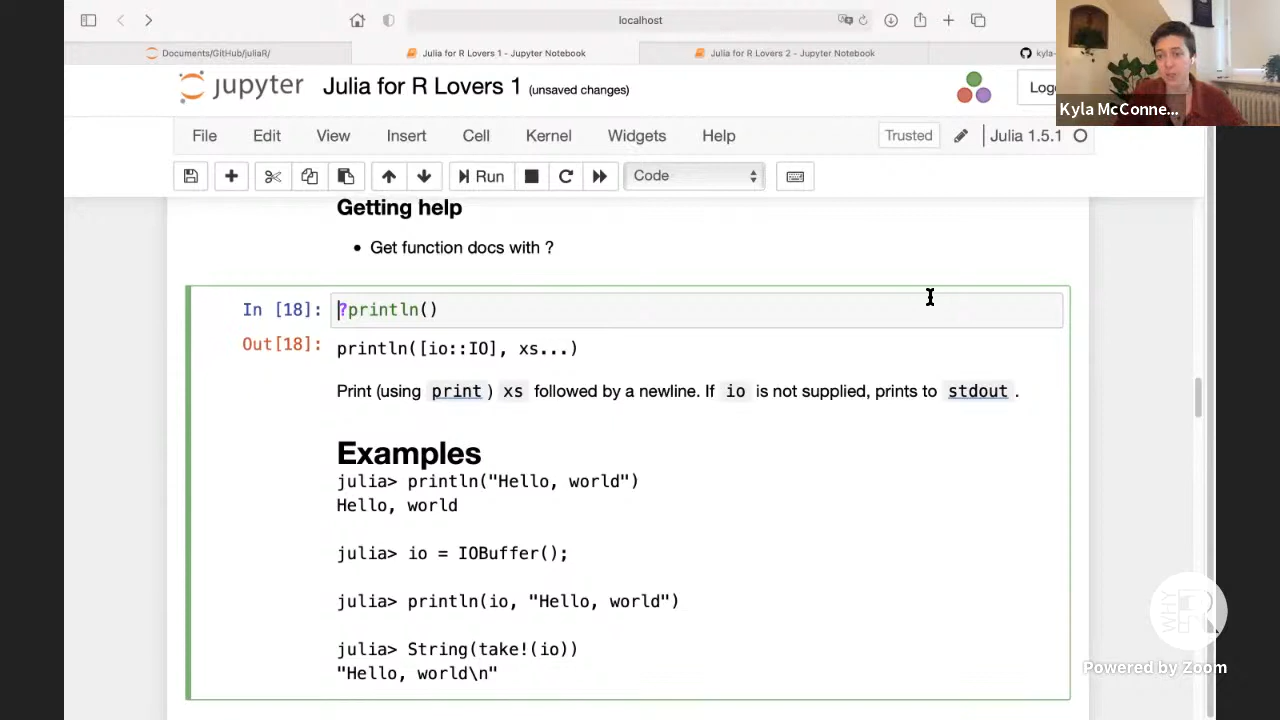 localhost
Documents/GitHub/juliaR/
Julia for R Lovers 1 - Jupyter Notebook
Julia for R Lovers 2 - Jupyter Notebook
kyla-
jupyter
Julia for R Lovers 1 (unsaved changes)
Kyla McConne...
File Edit View Insert Cell Kernel Widgets Help
Trusted
Julia 1.5.1
Run
Code
Getting help
• Get function docs with ?
In [18]: ?println()
Out[18]: println([io::IO], xs...)
Print (using print) xs followed by a newline. If io is not supplied, prints to stdout.
Examples
julia> println("Hello, world")
Hello, world
julia> io = IOBuffer();
julia> println(io, "Hello, world")
julia> String(take!(io))
"Hello, world\n"
WHY R
Powered by Zoom